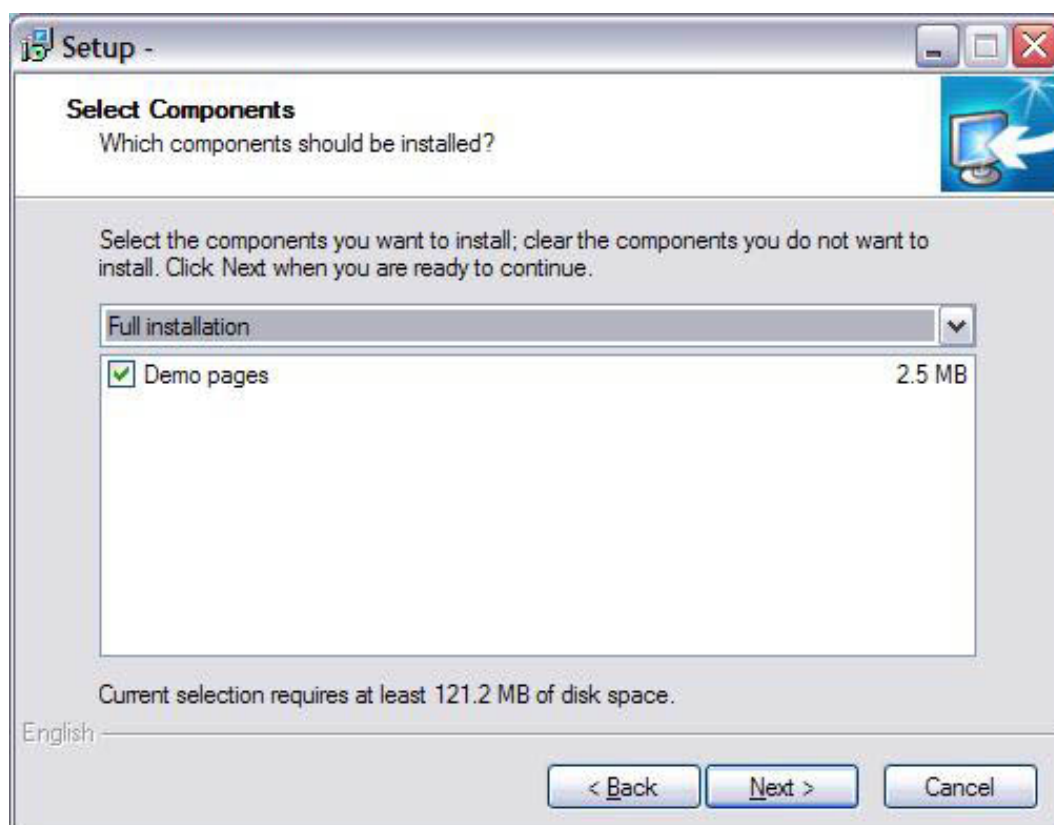 Setup -
Select Components
Which components should be installed?
Select the components you want to install; clear the components you do not want to
install. Click Next when you are ready to continue.
Full installation
Demo pages 2.5 MB
Current selection requires at least 121.2 MB of disk space.
English
< Back Next > Cancel